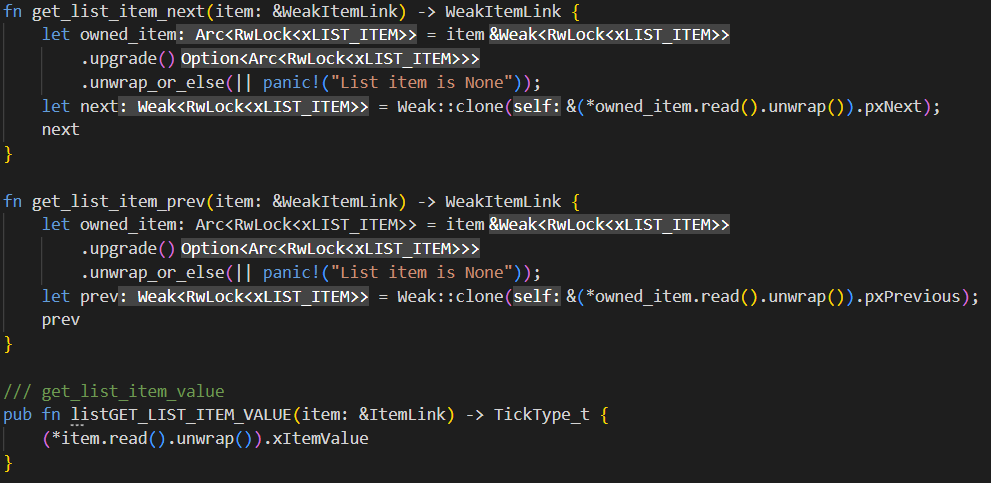 fn get_list_item_next(item: &WeakItemLink) -> WeakItemLink {
    let owned_item: Arc<RwLock<xLIST_ITEM>> = item &Weak<RwLock<xLIST_ITEM>>
        .upgrade() Option<Arc<RwLock<xLIST_ITEM>>>
        .unwrap_or_else(|| panic!("List item is None"));
    let next: Weak<RwLock<xLIST_ITEM>> = Weak::clone(self: &(*owned_item.read().unwrap()).pxNext);
    next
}
fn get_list_item_prev(item: &WeakItemLink) -> WeakItemLink {
    let owned_item: Arc<RwLock<xLIST_ITEM>> = item &Weak<RwLock<xLIST_ITEM>>
        .upgrade() Option<Arc<RwLock<xLIST_ITEM>>>
        .unwrap_or_else(|| panic!("List item is None"));
    let prev: Weak<RwLock<xLIST_ITEM>> = Weak::clone(self: &(*owned_item.read().unwrap()).pxPrevious);
    prev
}
/// get_list_item_value
pub fn listGET_LIST_ITEM_VALUE(item: &ItemLink) -> TickType_t {
    (*item.read().unwrap()).xItemValue
}